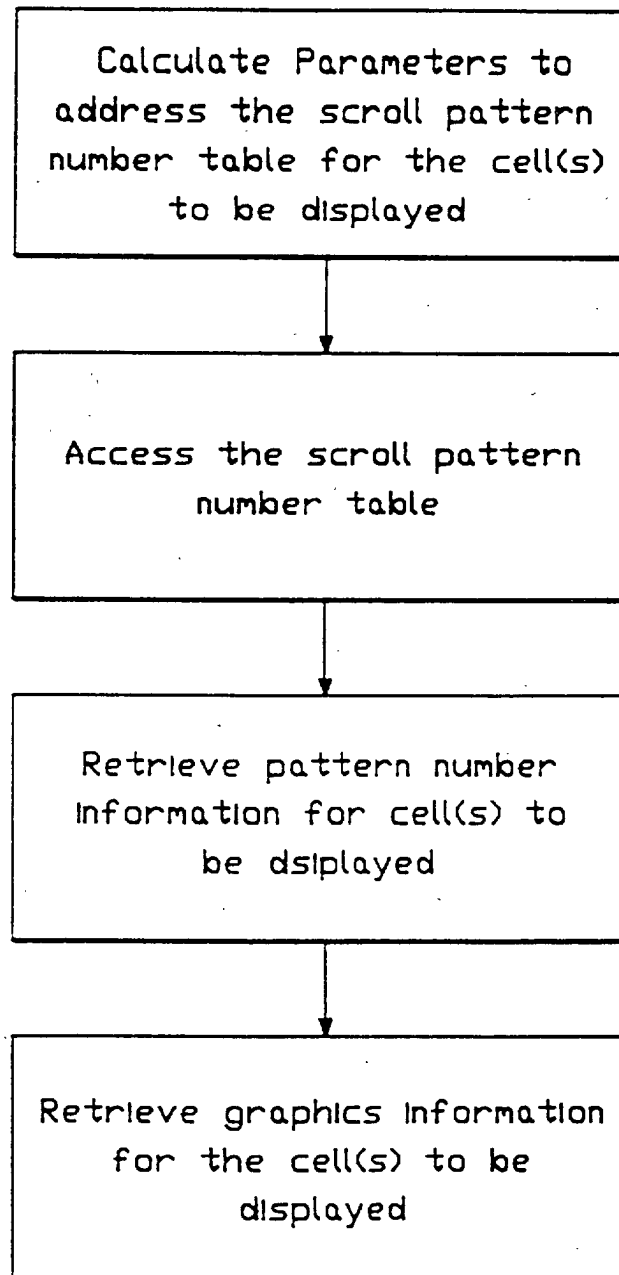 Calculate Parameters to
address the scroll pattern
number table for the cell(s)
to be displayed
Access the scroll pattern
number table
Retrieve pattern number
information for cell(s) to
be dsiplayed
Retrieve graphics information
for the cell(s) to be
displayed